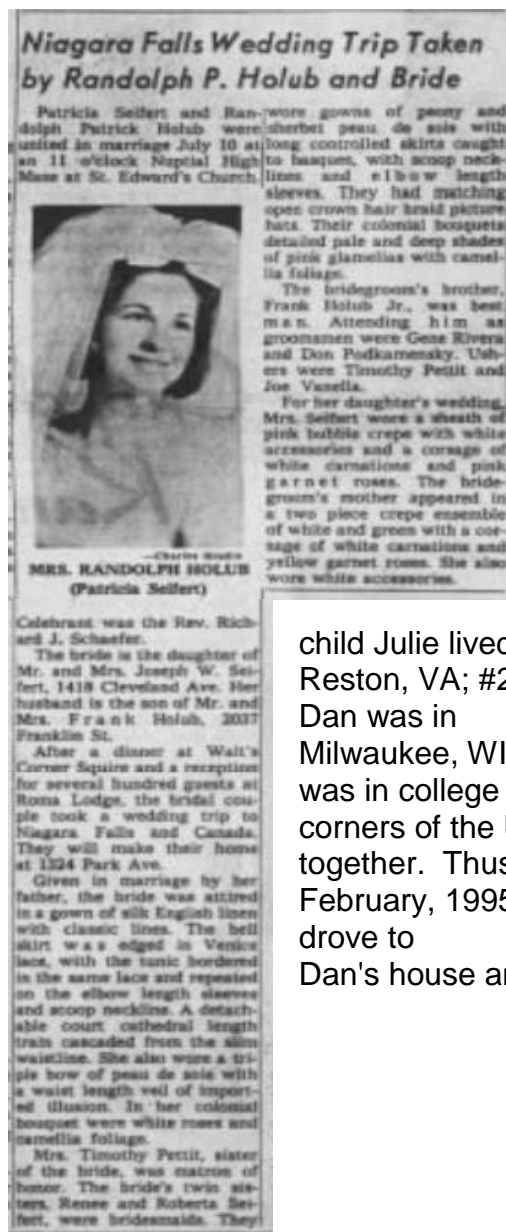 Niagara Falls Wedding Trip Taken
by Randolph P. Holub and Bride
Patricia Seifert and Ran-
dolph Patrick Holub were
united in marriage July 10 at
an 11 o'clock Nuptial High
Mass at St. Edward's Church.
MRS. RANDOLPH HOLUB
(Patricia Seifert)
Celebrant was the Rev. Rich-
ard J. Schaefer.
The bride is the daughter of
Mr. and Mrs. Joseph W. Sei-
fert, 1418 Cleveland Ave. Her
husband is the son of Mr. and
Mrs. Frank Holub, 2037
Franklin St.
After a dinner at Walt's
Corner Squire and a reception
for several hundred guests at
Roma Lodge, the bridal cou-
ple took a wedding trip to
Niagara Falls and Canada.
They will make their home
at 1324 Park Ave.
Given in marriage by her
father, the bride was attired
in a gown of silk English linen
with classic lines. The bell
skirt was edged in Venice
lace, with the tunic bordered
in the same lace and repeated
on the elbow length sleeves
and scoop neckline. A detach-
able court cathedral length
train cascaded from the slim
waistline. She also wore a tri-
ple bow of peau de soie with
a waist length veil of import-
ed illusion. In her colonial
bouquet were white roses and
camellia foliage.
Mrs. Timothy Pettit, sister
of the bride, was matron of
honor. The bride's twin sis-
ters, Renee and Roberta Sei-
fert, were bridesmaids. They
wore gowns of peony and
sherbet peau de soie with
long controlled skirts caught
to basques, with scoop neck-
lines and elbow length
sleeves. They had matching
open crown hair braid picture
hats. Their colonial bouquets
detailed pale and deep shades
of pink glamelias with camel-
lia foliage.
The bridegroom's brother,
Frank Holub Jr., was best
man. Attending him as
groomsmen were Gene Rivera
and Don Podkamensky. Ush-
ers were Timothy Pettit and
Joe Vanella.
For her daughter's wedding,
Mrs. Seifert wore a sheath of
pink bubble crepe with white
accessories and a corsage of
white carnations and pink
garnet roses. The bride-
groom's mother appeared in
a two piece crepe ensemble
of white and green with a cor-
sage of white carnations and
yellow garnet roses. She also
wore white accessories.
child Julie lived
Reston, VA; #2
Dan was in
Milwaukee, WI
was in college
corners of the
together. Thus
February, 1995
drove to
Dan's house